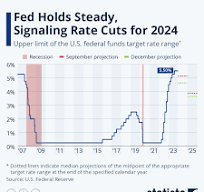 Fed Holds Steady,
Signaling Rate Cuts for 2024
Upper limit of the U.S. federal funds target rate range*
Recession September projection December projection
6%
5.50%
5%
4%
3%
2%
1%
0%
'07 '09 '11 '13 '15 '17 '19 '21 '23 '25
* Dotted lines indicate median projections of the midpoint of the appropriate
target rate range at the end of the specified calendar year
Source: U.S. Federal Reserve
statista